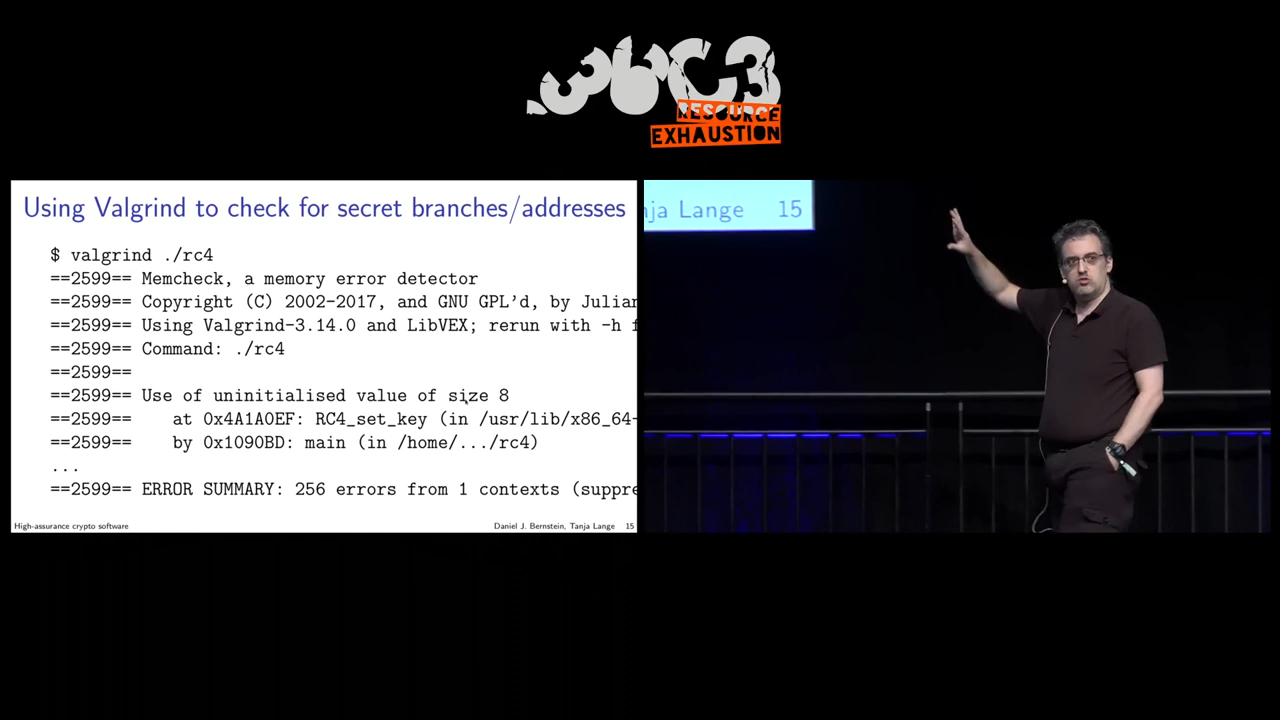 36C3
RESOURCE
EXHAUSTION
Using Valgrind to check for secret branches/addresses
$ valgrind ./rc4
==2599== Memcheck, a memory error detector
==2599== Copyright (C) 2002-2017, and GNU GPL'd, by Julian
==2599== Using Valgrind-3.14.0 and LibVEX; rerun with -h f
==2599== Command: ./rc4
==2599==
==2599== Use of uninitialised value of size 8
==2599==    at 0x4A1A0EF: RC4_set_key (in /usr/lib/x86_64-
==2599==    by 0x1090BD: main (in /home/.../rc4)
...
==2599== ERROR SUMMARY: 256 errors from 1 contexts (suppre
High-assurance crypto software Daniel J. Bernstein, Tanja Lange 15
nja Lange 15